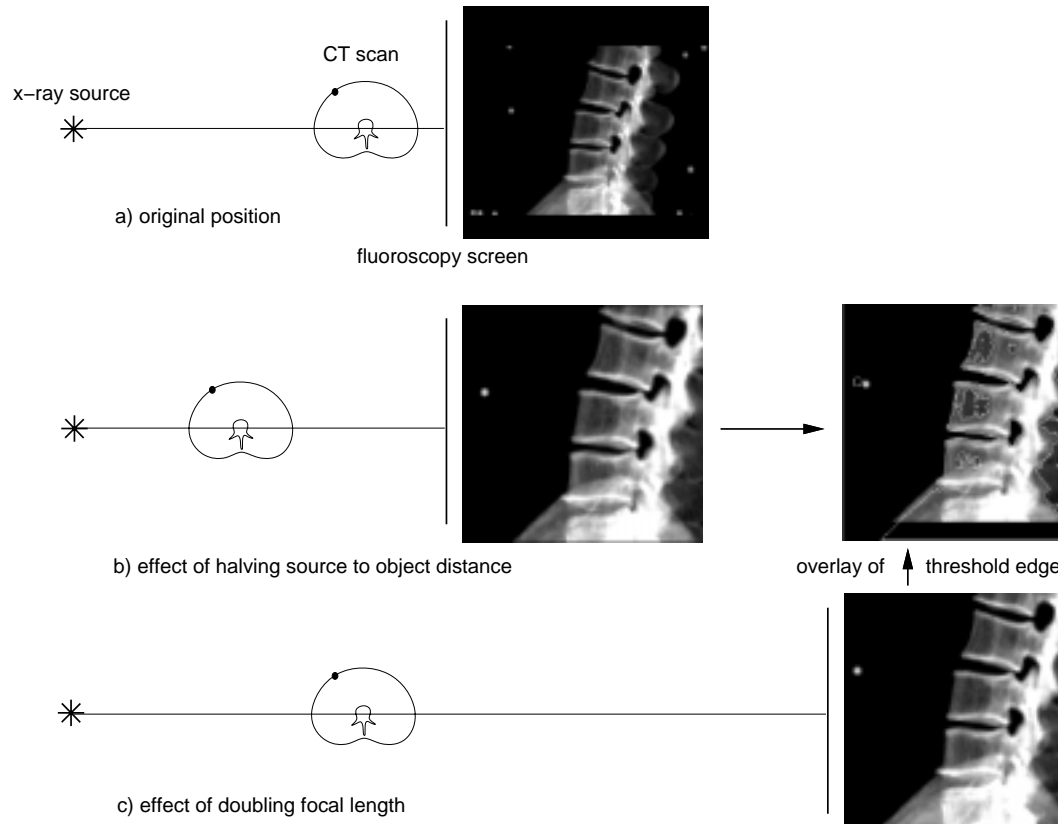 CT scan
x−ray source
a) original position
fluoroscopy screen
b) effect of halving source to object distance
overlay of threshold edge
c) effect of doubling focal length